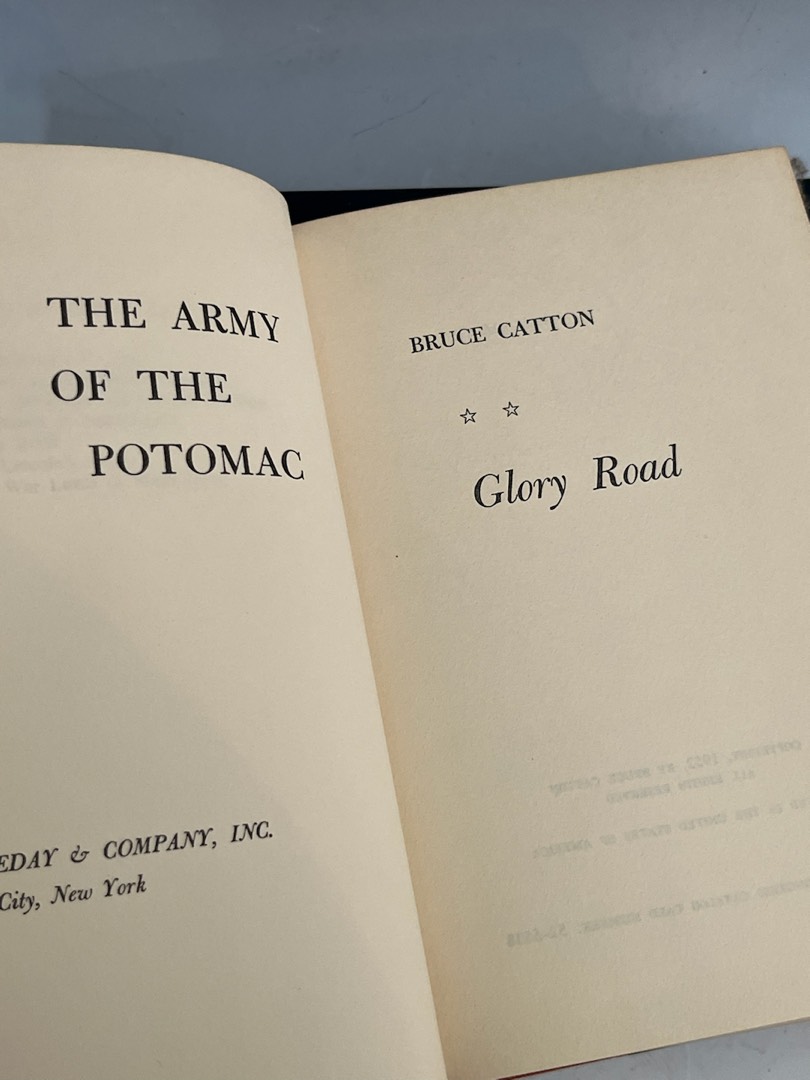 THE ARMY
OF THE
POTOMAC
EDAY & COMPANY, INC.
City, New York
BRUCE CATTON
☆ ☆
Glory Road